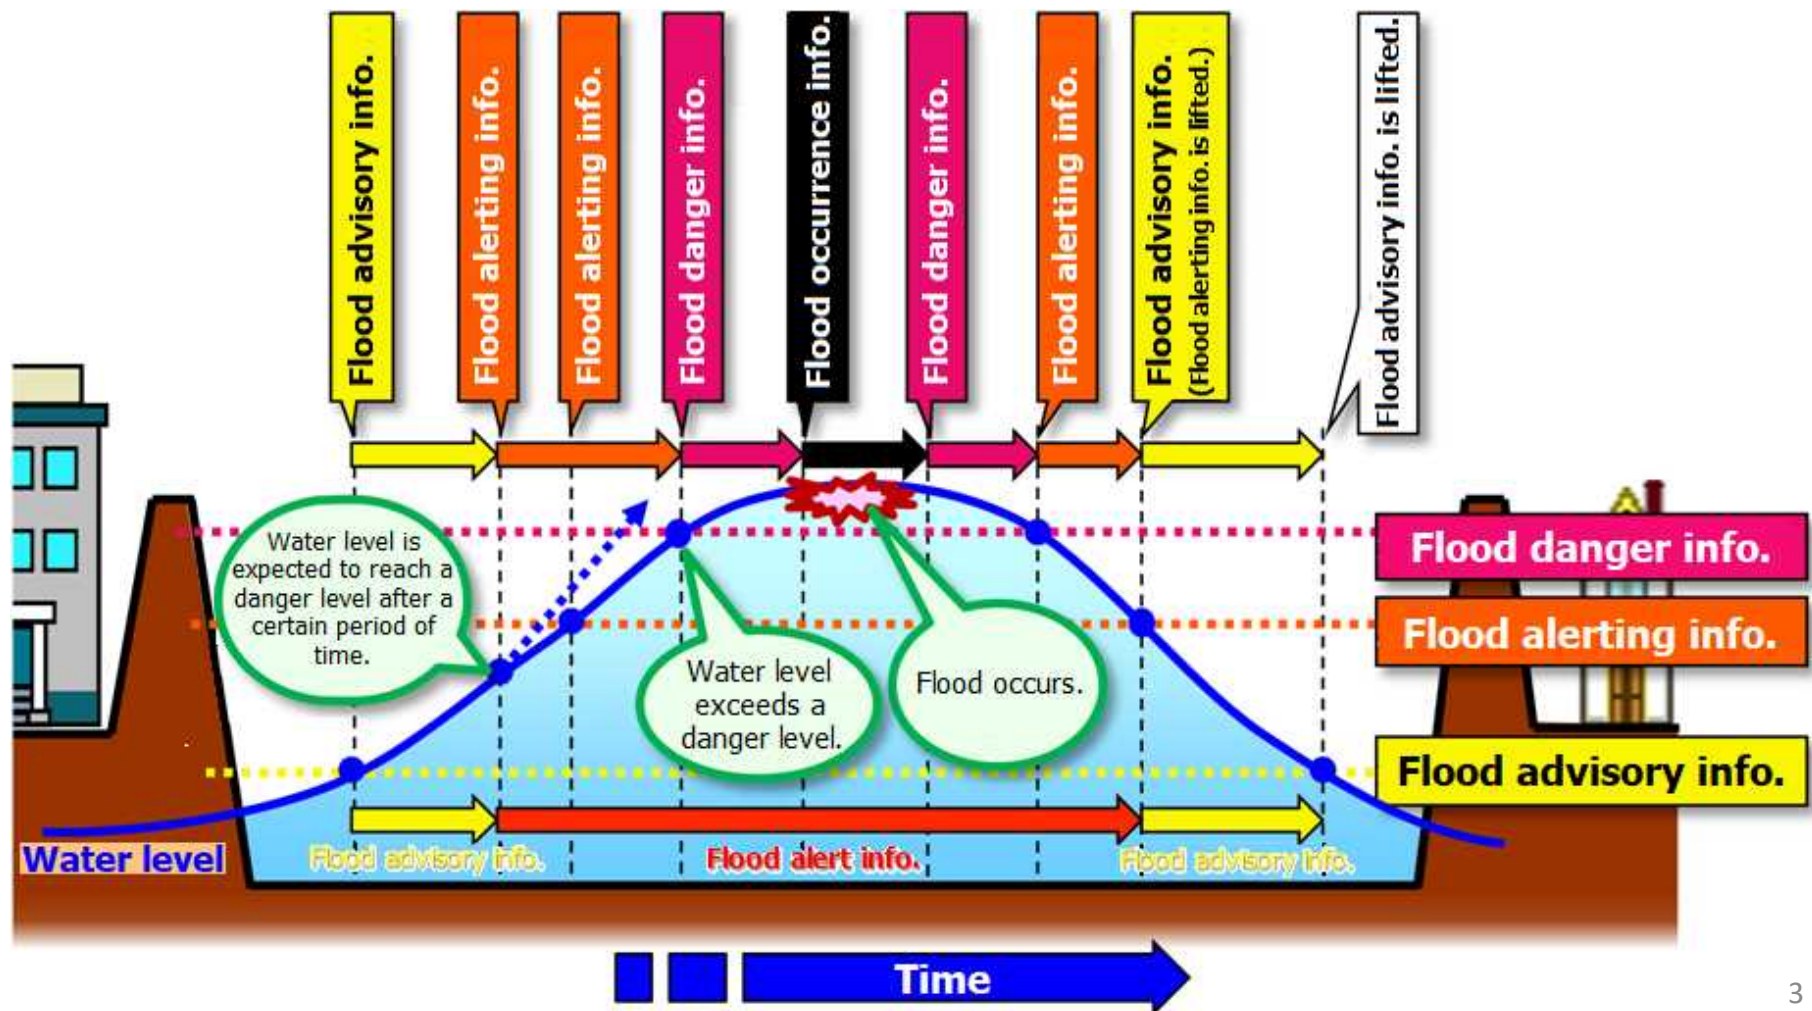 Flood advisory info.
Flood alerting info.
Flood alerting info.
Flood danger info.
Flood occurrence info.
Flood danger info.
Flood alerting info.
Flood advisory info.
(Flood alerting info. is lifted.)
Flood advisory info. is lifted.
Water level is
expected to reach a
danger level after a
certain period of
time.
Water level
exceeds a
danger level.
Flood occurs.
Flood danger info.
Flood alerting info.
Flood advisory info.
Water level
Flood advisory info.
Flood alert info.
Flood advisory info.
Time
3